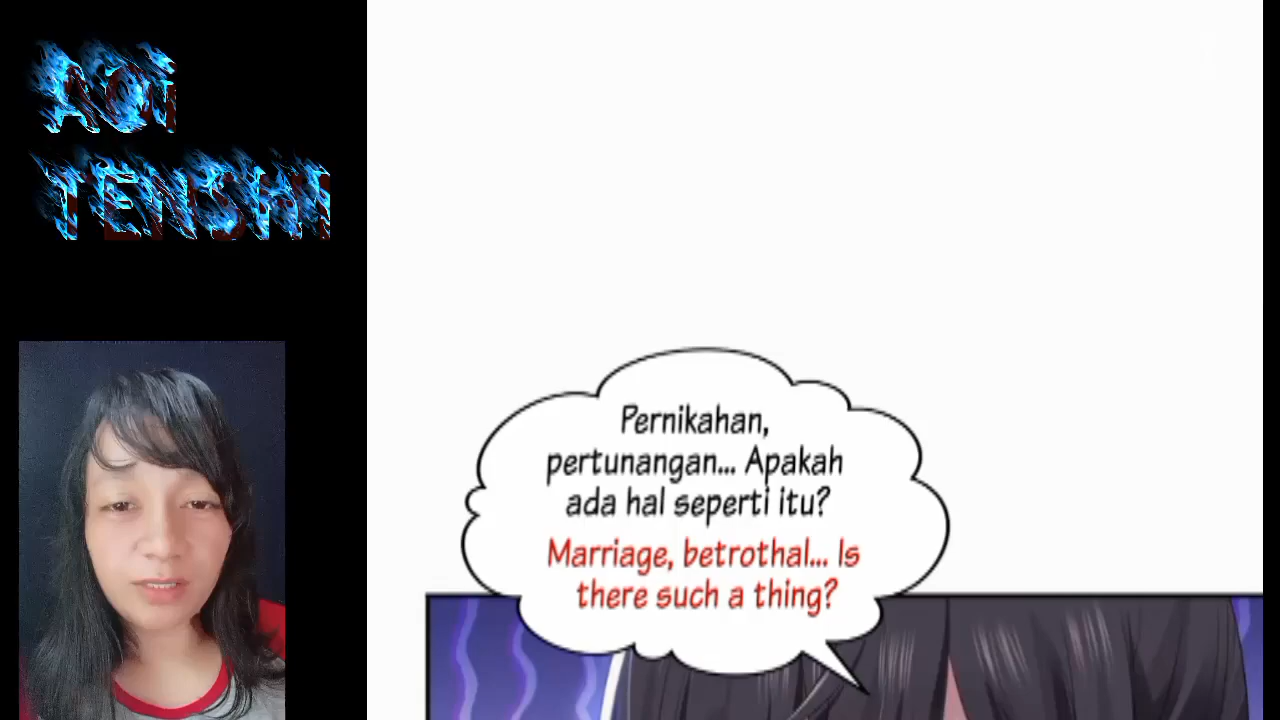 AOi
TENSHI
Pernikahan,
pertunangan... Apakah
ada hal seperti itu?
Marriage, betrothal... Is
there such a thing?